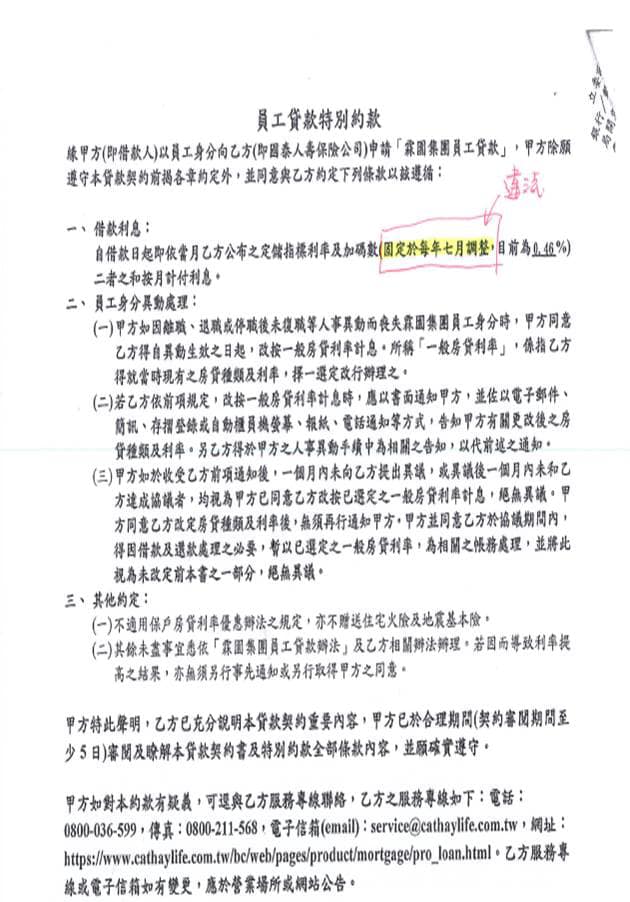 員工貸款特別約款
緣甲方(即借款人)以員工身分向乙方(即國泰人壽保險公司)申請「霖園集團員工貸款」，甲方除願
遵守本貸款契約前揭各章約定外，並同意與乙方約定下列條款以茲遵循：
違法
一、借款利息：
自借款日起即依當月乙方公布之定儲指標利率及加碼數(固定於每年七月調整，目前為0.46%)
二者之和按月計付利息。
二、員工身分異動處理：
(一)甲方如因離職、退職或停職後未復職等人事異動而喪失霖園集團員工身分時，甲方同意
乙方得自異動生效之日起，改按一般房貸利率計息。所稱「一般房貸利率」，係指乙方
得就當時現有之房貸種類及利率，擇一選定改行辦理之。
(二)若乙方依前項規定，改按一般房貸利率計息時，應以書面通知甲方，並佐以電子郵件、
簡訊、存摺登錄或自動櫃員機螢幕、報紙、電話通知等方式，告知甲方有關更改後之房
貸種類及利率。另乙方得於甲方之人事異動手續中為相關之告知，以代前述之通知。
(三)甲方如於收受乙方前項通知後，一個月內未向乙方提出異議，或異議後一個月內未和乙
方達成協議者，均視為甲方已同意乙方改按已選定之一般房貸利率計息，絕無異議。甲
方同意乙方改定房貸種類及利率後，無須再行通知甲方。甲方並同意乙方於協議期間內，
得因借款及還款處理之必要，暫以已選定之一般房貸利率，為相關之帳務處理，並將此
視為未改定前本書之一部分，絕無異議。
三、其他約定：
(一)不適用保戶房貸利率優惠辦法之規定，亦不贈送住宅火險及地震基本險。
(二)其餘未盡事宜悉依「霖園集團員工貸款辦法」及乙方相關辦法辦理。若因而導致利率提
高之結果，亦無須另行事先通知或另行取得甲方之同意。
甲方特此聲明，乙方已充分說明本貸款契約重要內容，甲方已於合理期間(契約審閱期間至
少5日)審閱及瞭解本貸款契約書及特別約款全部條款內容，並願確實遵守。
甲方如對本約款有疑義，可逕與乙方服務專線聯絡，乙方之服務專線如下：電話：
0800-036-599，傳真：0800-211-568，電子信箱(email)：service@cathaylife.com.tw，網址：
https://www.cathaylife.com.tw/bc/web/pages/product/mortgage/pro_loan.html。乙方服務專
線或電子信箱如有變更，應於營業場所或網站公告。